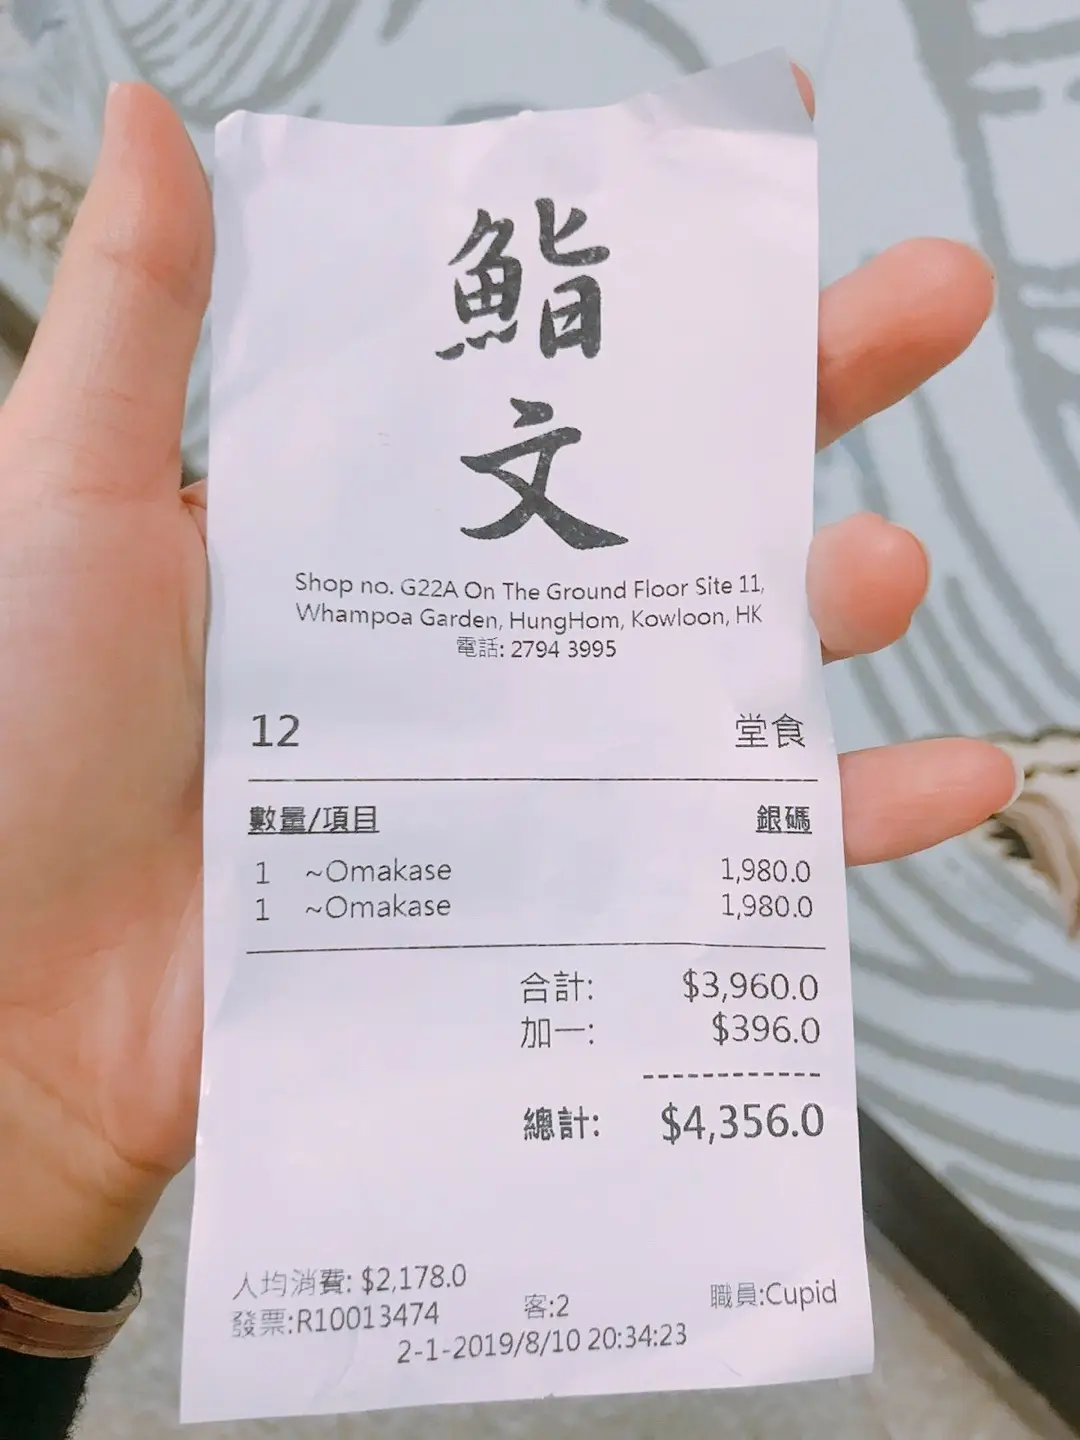 鮨
文
Shop no. G22A On The Ground Floor Site 11,
Whampoa Garden, HungHom, Kowloon, HK
電話: 2794 3995
12 堂食
數量/項目 銀碼
1 ~Omakase 1,980.0
1 ~Omakase 1,980.0
合計: $3,960.0
加一: $396.0
------------
總計: $4,356.0
人均消費: $2,178.0
發票:R10013474 客:2 職員:Cupid
2-1-2019/8/10 20:34:23